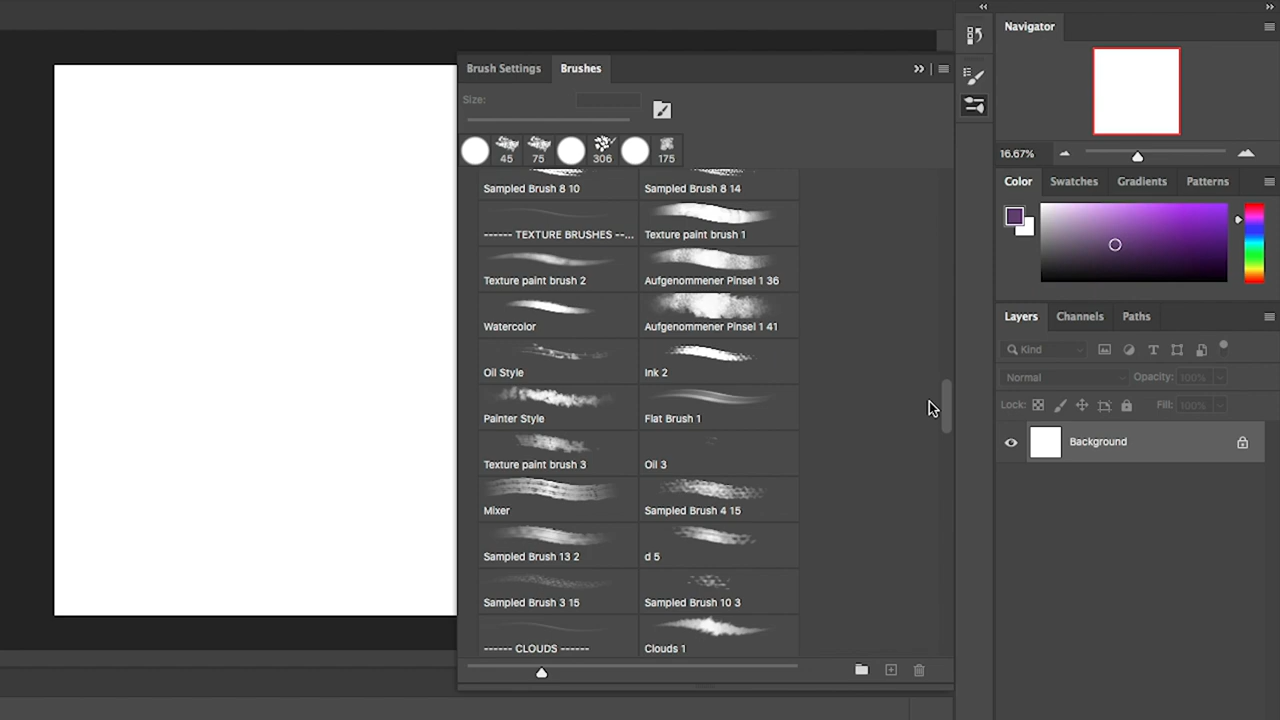 Navigator
Brush Settings
Brushes
Size:
45
75
306
175
16.67%
Color
Swatches
Gradients
Patterns
Sampled Brush 8 10
Sampled Brush 8 14
------ TEXTURE BRUSHES --...
Texture paint brush 1
Texture paint brush 2
Aufgenommener Pinsel 1 36
Watercolor
Aufgenommener Pinsel 1 41
Oil Style
Ink 2
Painter Style
Flat Brush 1
Texture paint brush 3
Oil 3
Mixer
Sampled Brush 4 15
Sampled Brush 13 2
d 5
Sampled Brush 3 15
Sampled Brush 10 3
------ CLOUDS ------
Clouds 1
Layers
Channels
Paths
Kind
Normal
Opacity: 100%
Lock:
Fill: 100%
Background